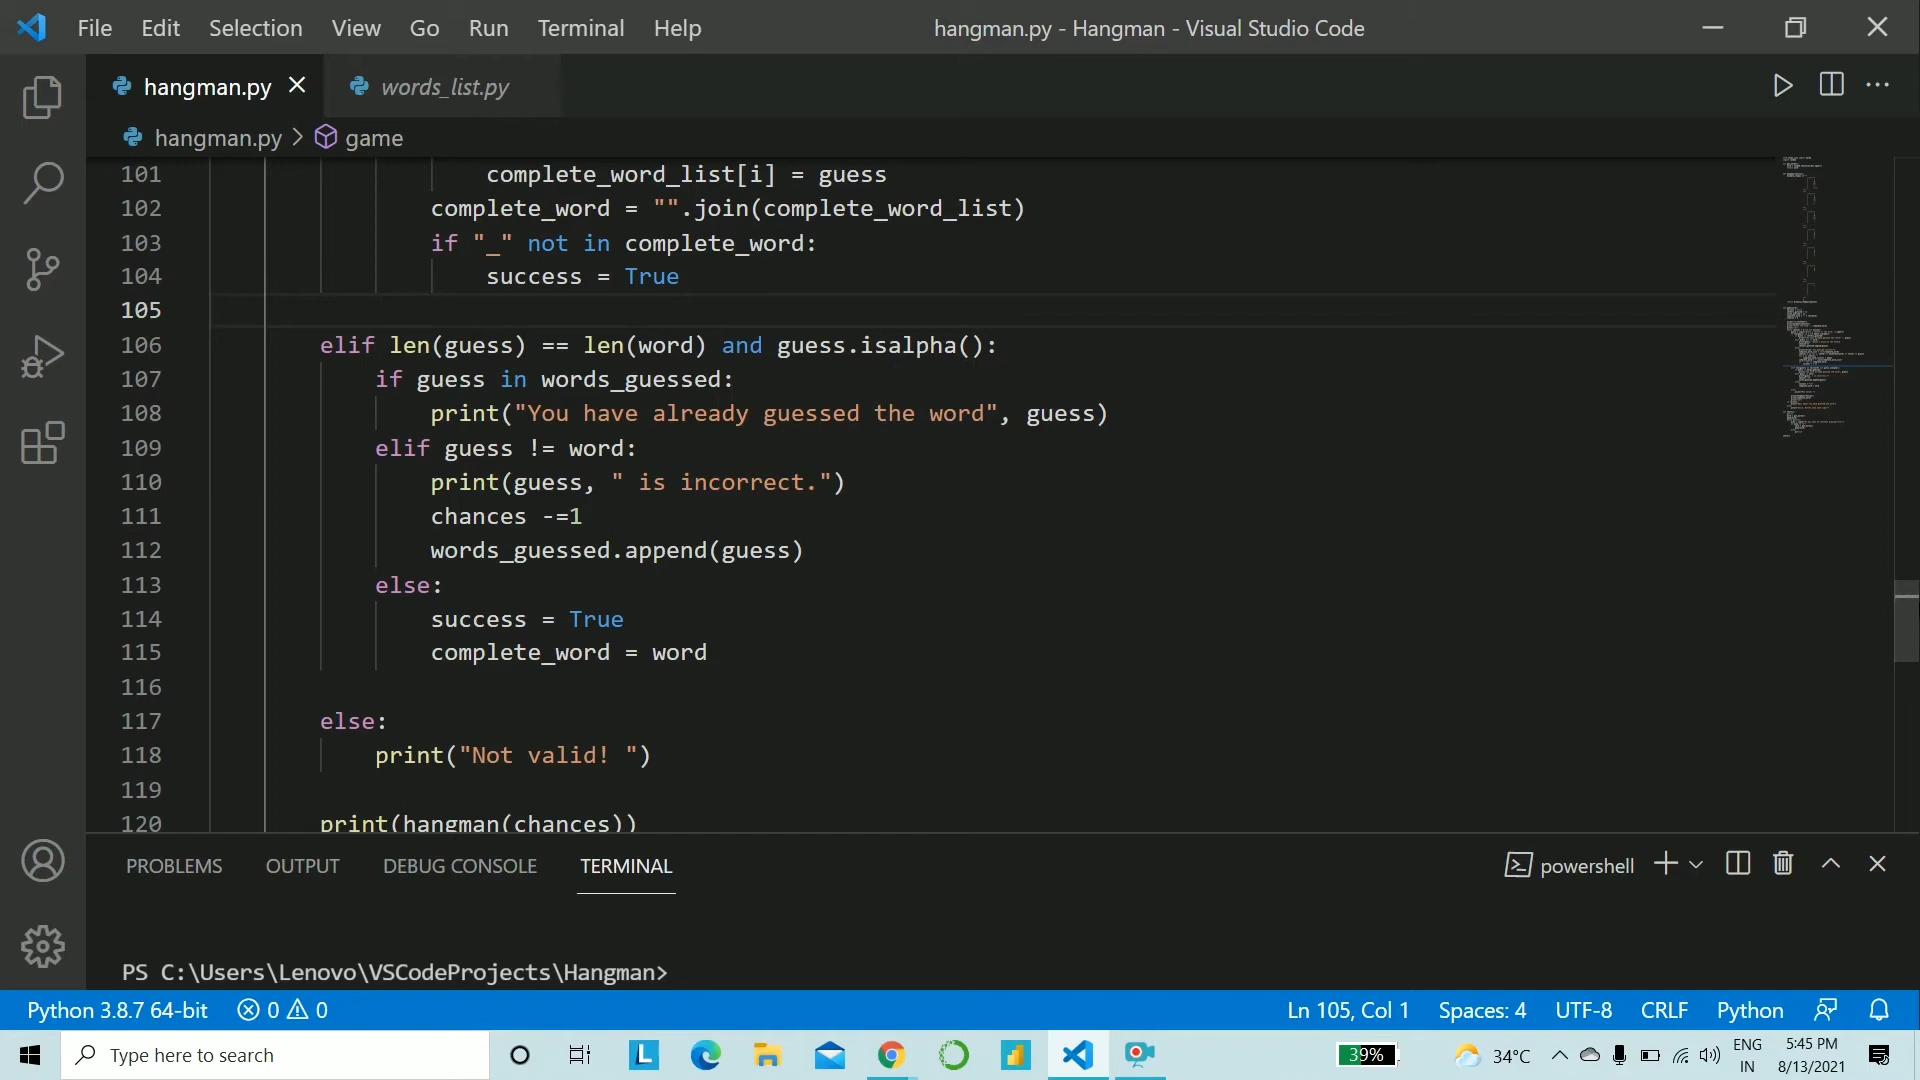 File Edit Selection View Go Run Terminal Help hangman.py - Hangman - Visual Studio Code
hangman.py words_list.py
hangman.py > game
101 complete_word_list[i] = guess
102 complete_word = "".join(complete_word_list)
103 if "_" not in complete_word:
104 success = True
105
106 elif len(guess) == len(word) and guess.isalpha():
107 if guess in words_guessed:
108 print("You have already guessed the word", guess)
109 elif guess != word:
110 print(guess, " is incorrect.")
111 chances -=1
112 words_guessed.append(guess)
113 else:
114 success = True
115 complete_word = word
116
117 else:
118 print("Not valid! ")
119
120 print(hangman(chances))
PROBLEMS OUTPUT DEBUG CONSOLE TERMINAL powershell
PS C:\Users\Lenovo\VSCodeProjects\Hangman>
Python 3.8.7 64-bit 0 0 Ln 105, Col 1 Spaces: 4 UTF-8 CRLF Python
Type here to search L 39% 34°C ENG IN 5:45 PM 8/13/2021